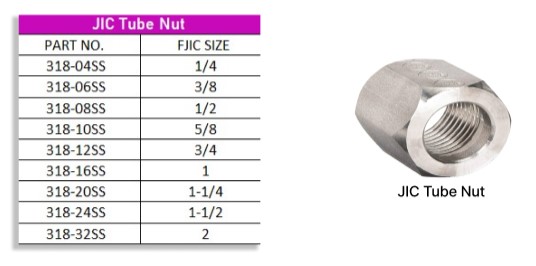 JIC Tube Nut
PART NO. FJIC SIZE
318-04SS 1/4
318-06SS 3/8
318-08SS 1/2
318-10SS 5/8
318-12SS 3/4
318-16SS 1
318-20SS 1-1/4
318-24SS 1-1/2
318-32SS 2
JIC Tube Nut